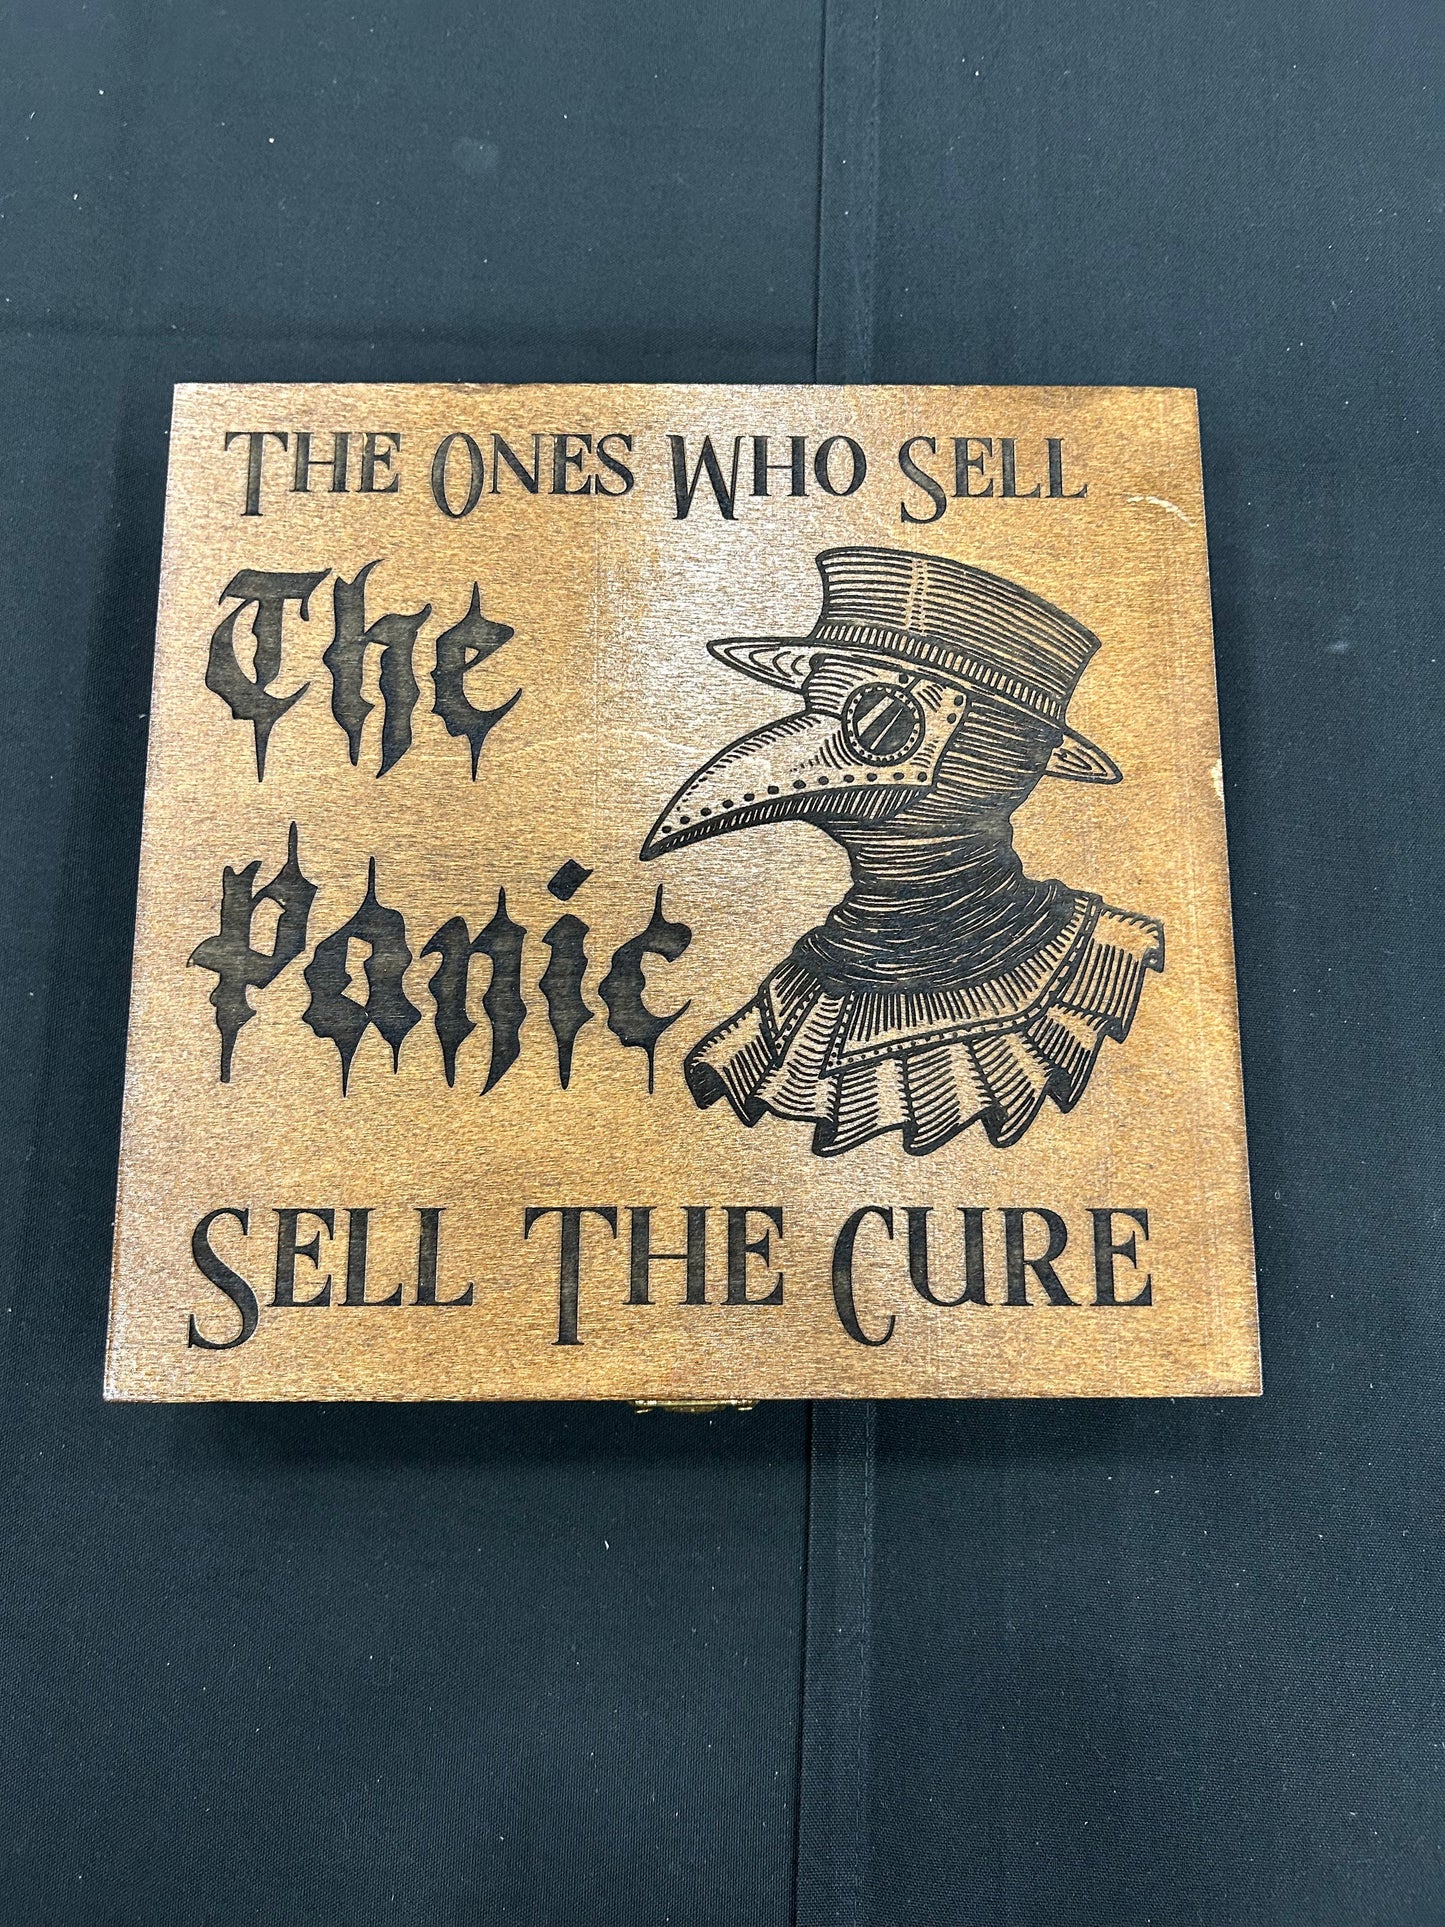 The Ones Who Sell
The
Panic
Sell The Cure